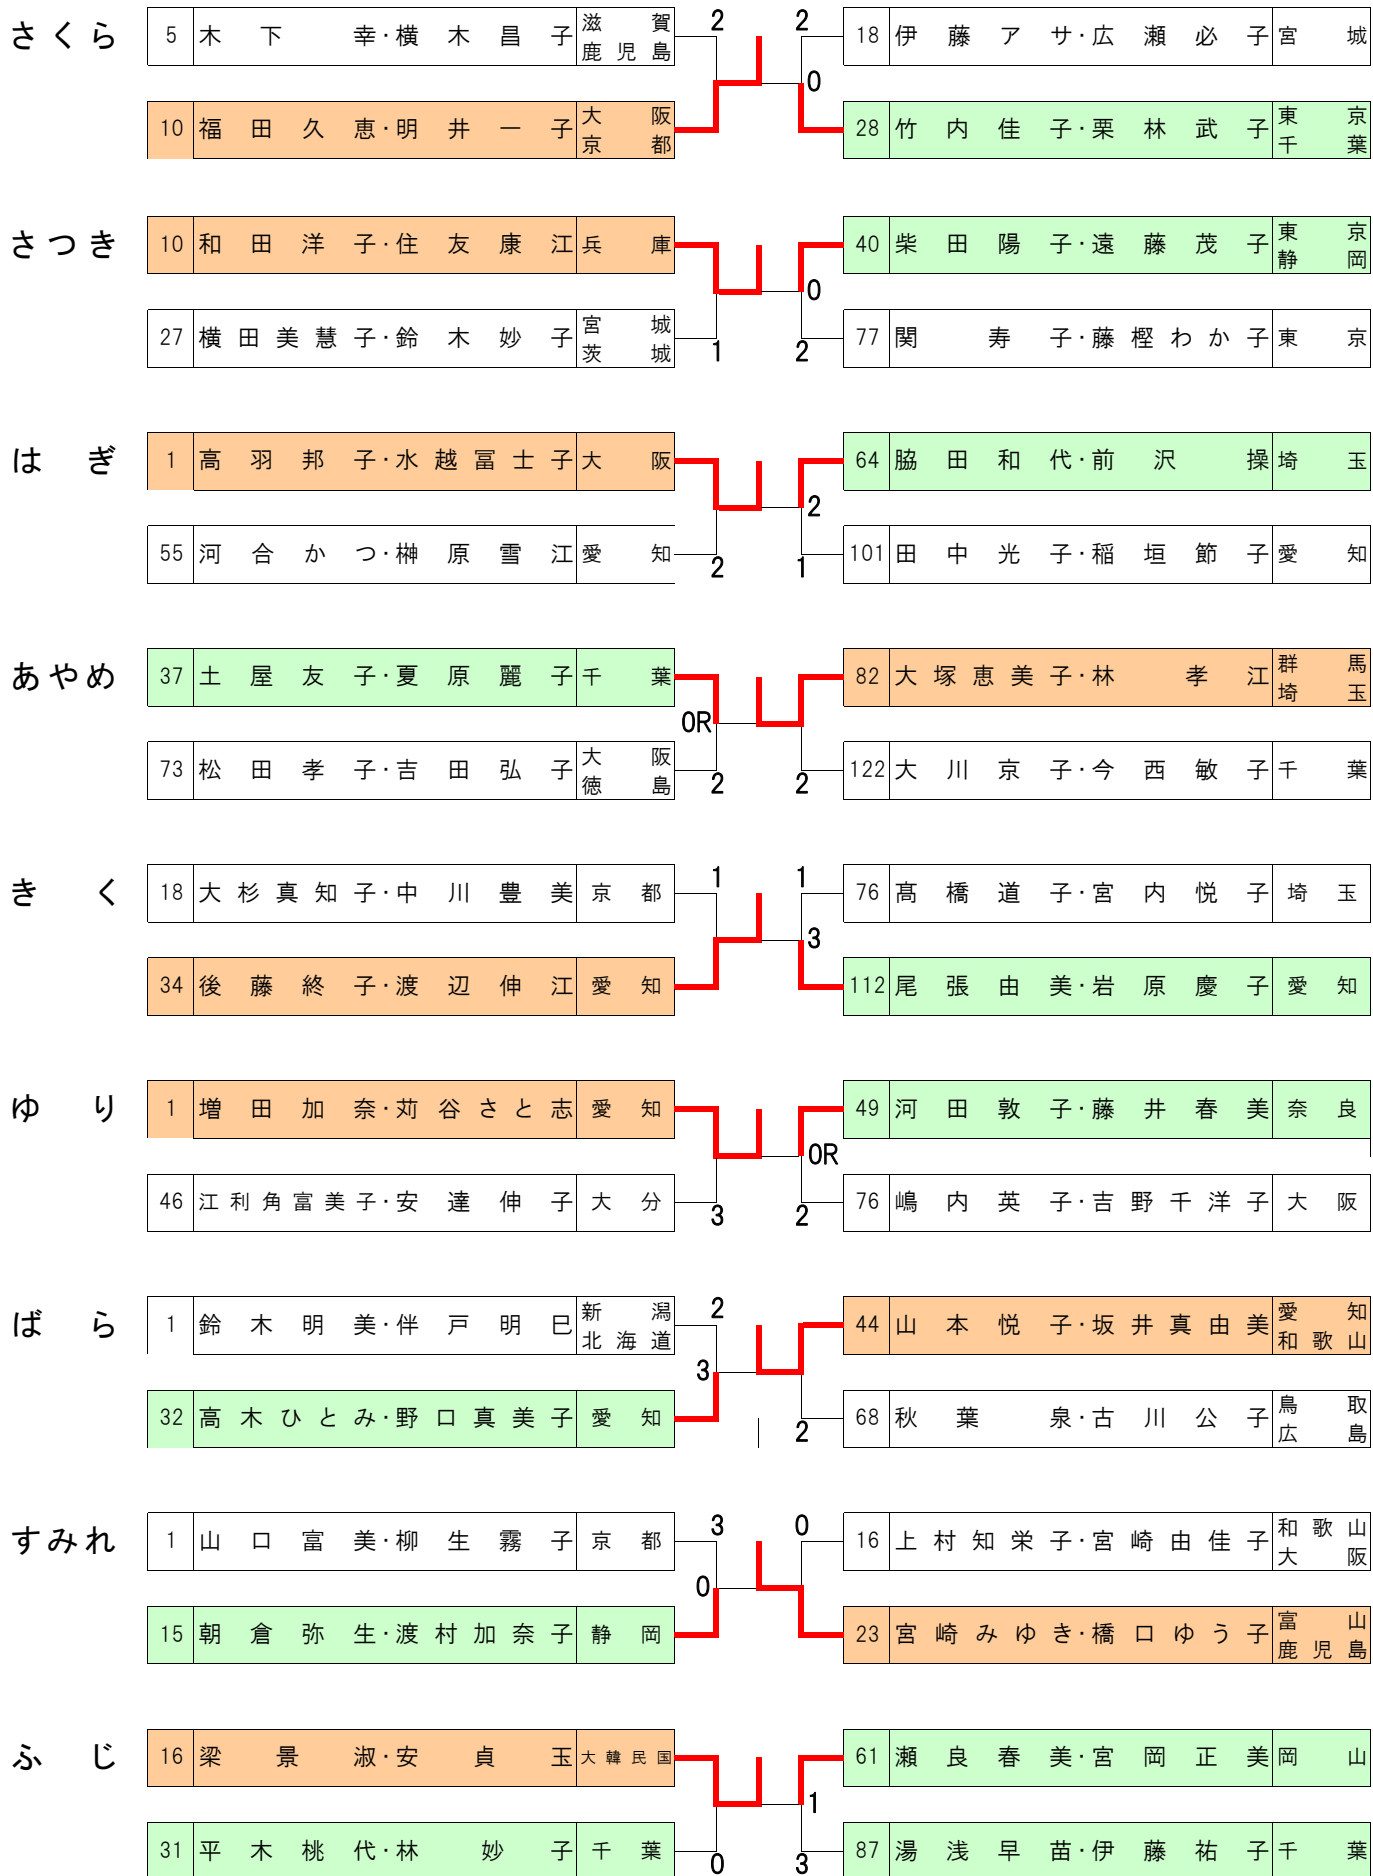 さくら 5 木下幸・横木昌子 滋賀 鹿児島 2 2 18 伊藤アサ・広瀬必子 宮城
0
10 福田久恵・明井一子 大阪 京都 28 竹内佳子・栗林武子 東京 千葉
さつき 10 和田洋子・住友康江 兵庫 40 柴田陽子・遠藤茂子 東京 静岡
0
27 横田美慧子・鈴木妙子 宮城 茨城 1 2 77 関寿子・藤樫わか子 東京
はぎ 1 高羽邦子・水越冨士子 大阪 64 脇田和代・前沢操 埼玉
2
55 河合かつ・榊原雪江 愛知 2 1 101 田中光子・稲垣節子 愛知
あやめ 37 土屋友子・夏原麗子 千葉 82 大塚恵美子・林孝江 群馬 埼玉
0R
73 松田孝子・吉田弘子 大阪 徳島 2 2 122 大川京子・今西敏子 千葉
きく 18 大杉真知子・中川豊美 京都 1 1 76 髙橋道子・宮内悦子 埼玉
3
34 後藤終子・渡辺伸江 愛知 112 尾張由美・岩原慶子 愛知
ゆり 1 増田加奈・苅谷さと志 愛知 49 河田敦子・藤井春美 奈良
0R
46 江利角富美子・安達伸子 大分 3 2 76 嶋内英子・吉野千洋子 大阪
ばら 1 鈴木明美・伴戸明巳 新潟 北海道 2 44 山本悦子・坂井真由美 愛知 和歌山
3
32 高木ひとみ・野口真美子 愛知 2 68 秋葉泉・古川公子 鳥取 広島
すみれ 1 山口富美・柳生霧子 京都 3 0 16 上村知栄子・宮崎由佳子 和歌山 大阪
0
15 朝倉弥生・渡村加奈子 静岡 23 宮崎みゆき・橋口ゆう子 富山 鹿児島
ふじ 16 梁景淑・安貞玉 大韓民国 61 瀬良春美・宮岡正美 岡山
1
31 平木桃代・林妙子 千葉 0 3 87 湯浅早苗・伊藤祐子 千葉